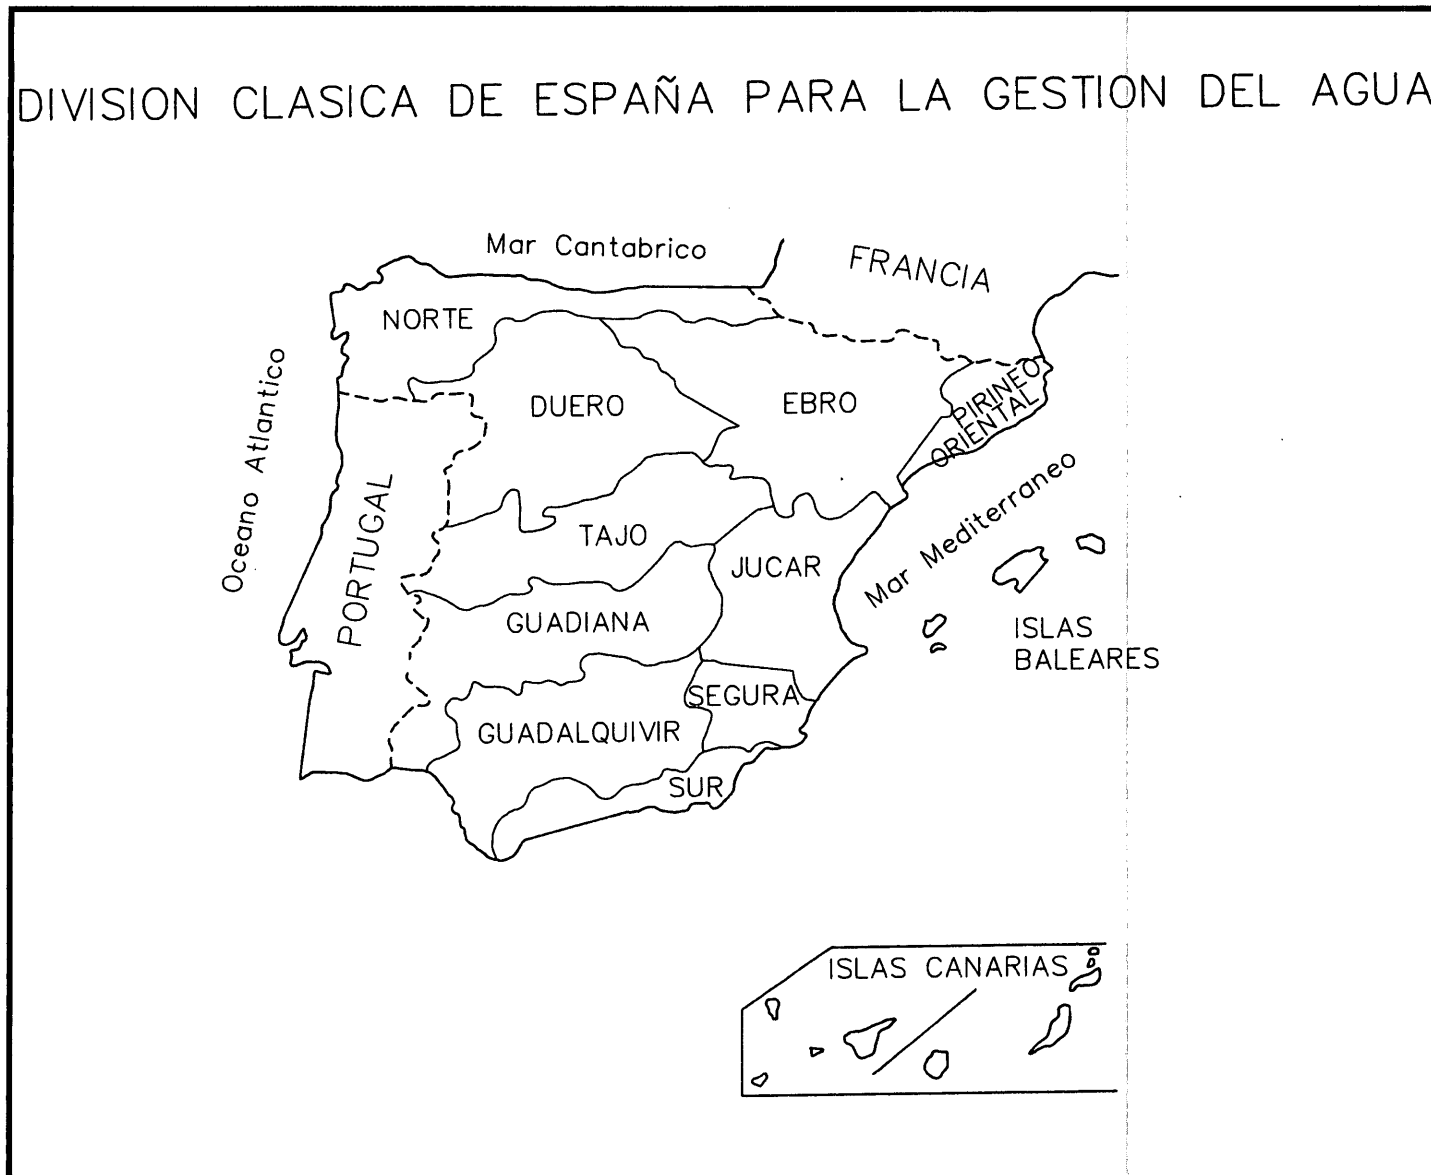 DIVISION CLASICA DE ESPAÑA PARA LA GESTION DEL AGUA
Mar Cantabrico
FRANCIA
NORTE
Oceano Atlantico
DUERO
EBRO
PIRINEO
ORIENTAL
PORTUGAL
TAJO
JUCAR
Mar Mediterraneo
GUADIANA
ISLAS
BALEARES
SEGURA
GUADALQUIVIR
SUR
ISLAS CANARIAS